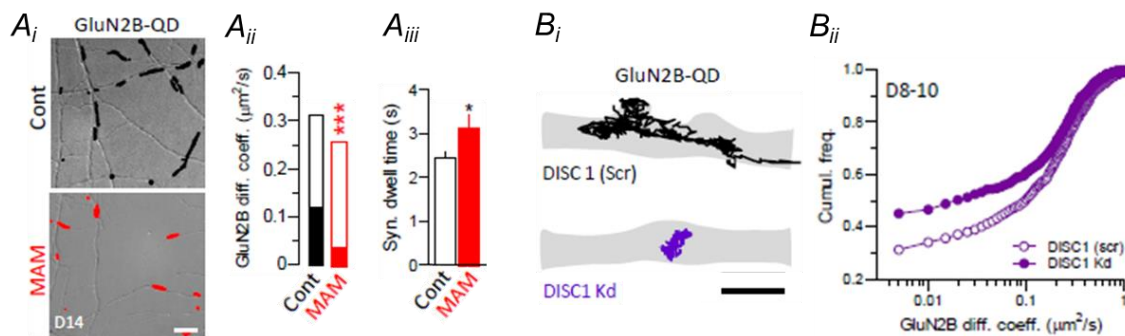 Ai
GluN2B-QD
Cont
MAM
D14
Aii
GluN2B diff. coeff. (μm²/s)
0.4
0.3
0.2
0.1
0
***
Cont
MAM
Aiii
Syn. dwell time (s)
4
3
2
1
0
*
Cont
MAM
Bi
GluN2B-QD
DISC 1 (Scr)
DISC1 Kd
Bii
Cumul. freq.
1.0
0.8
0.6
0.4
0.2
D8-10
DISC1 (scr)
DISC1 Kd
0.01
0.1
1
GluN2B diff. coeff. (μm²/s)